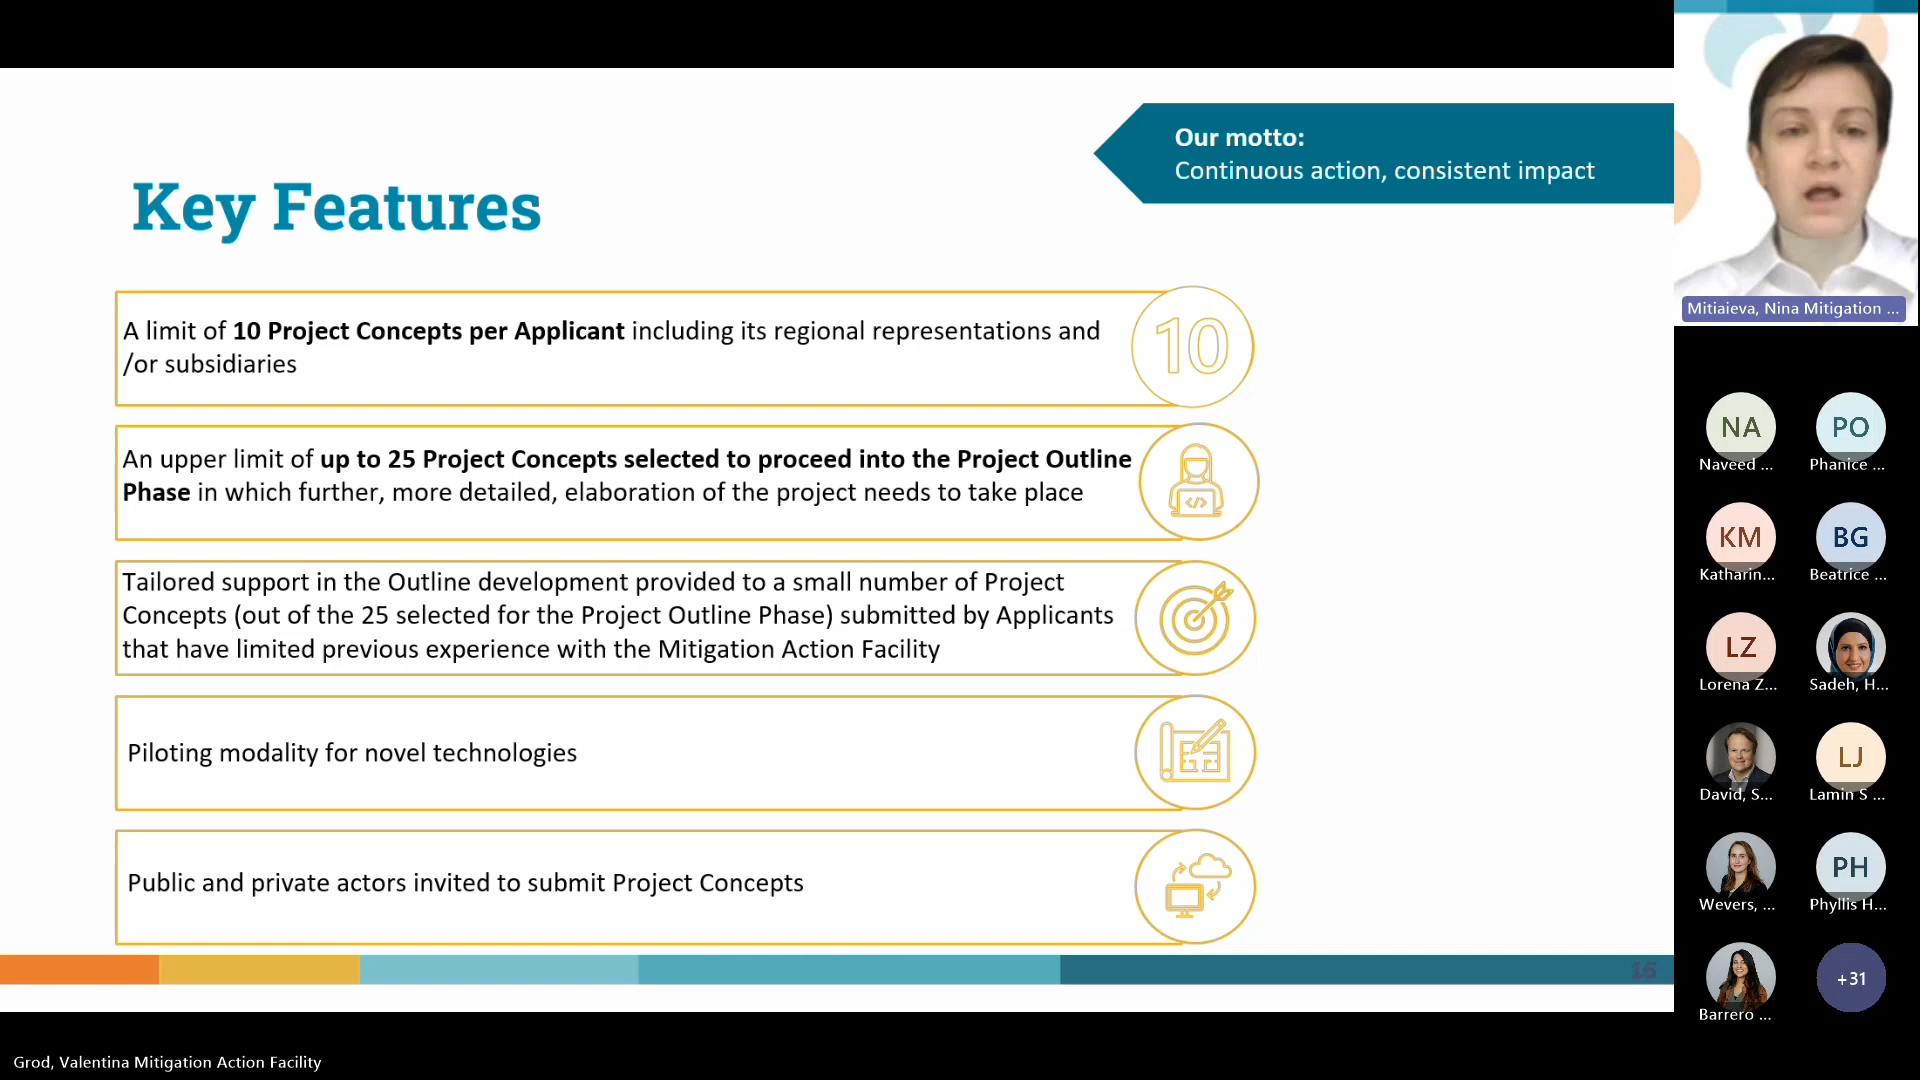 Our motto:
Continuous action, consistent impact
Key Features
A limit of 10 Project Concepts per Applicant including its regional representations and
/or subsidiaries
10
An upper limit of up to 25 Project Concepts selected to proceed into the Project Outline
Phase in which further, more detailed, elaboration of the project needs to take place
</>
Tailored support in the Outline development provided to a small number of Project
Concepts (out of the 25 selected for the Project Outline Phase) submitted by Applicants
that have limited previous experience with the Mitigation Action Facility
Piloting modality for novel technologies
Public and private actors invited to submit Project Concepts
16
Mitiaieva, Nina Mitigation ...
NA
Naveed ...
PO
Phanice ...
KM
Katharin...
BG
Beatrice ...
LZ
Lorena Z...
Sadeh, H...
David, S...
LJ
Lamin S ...
Wevers, ...
PH
Phyllis H...
Barrero ...
+31
Grod, Valentina Mitigation Action Facility